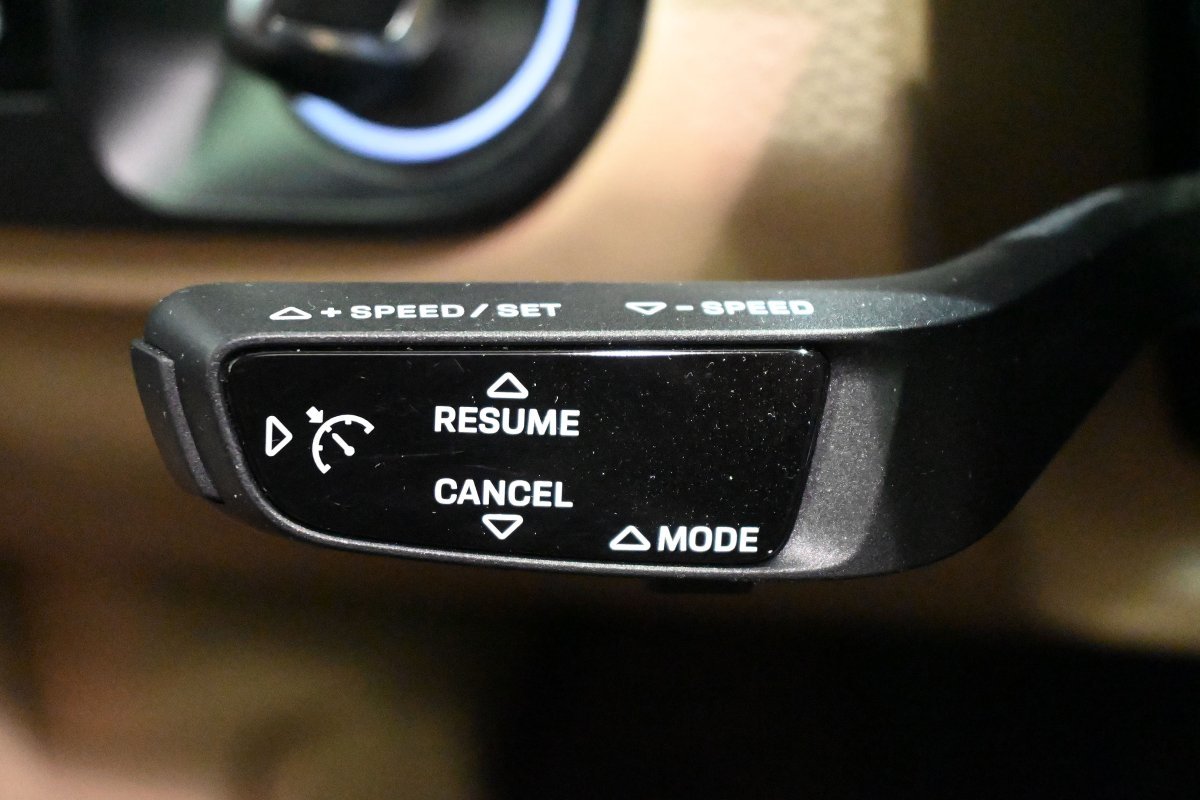 + SPEED / SET - SPEED
RESUME
CANCEL
MODE